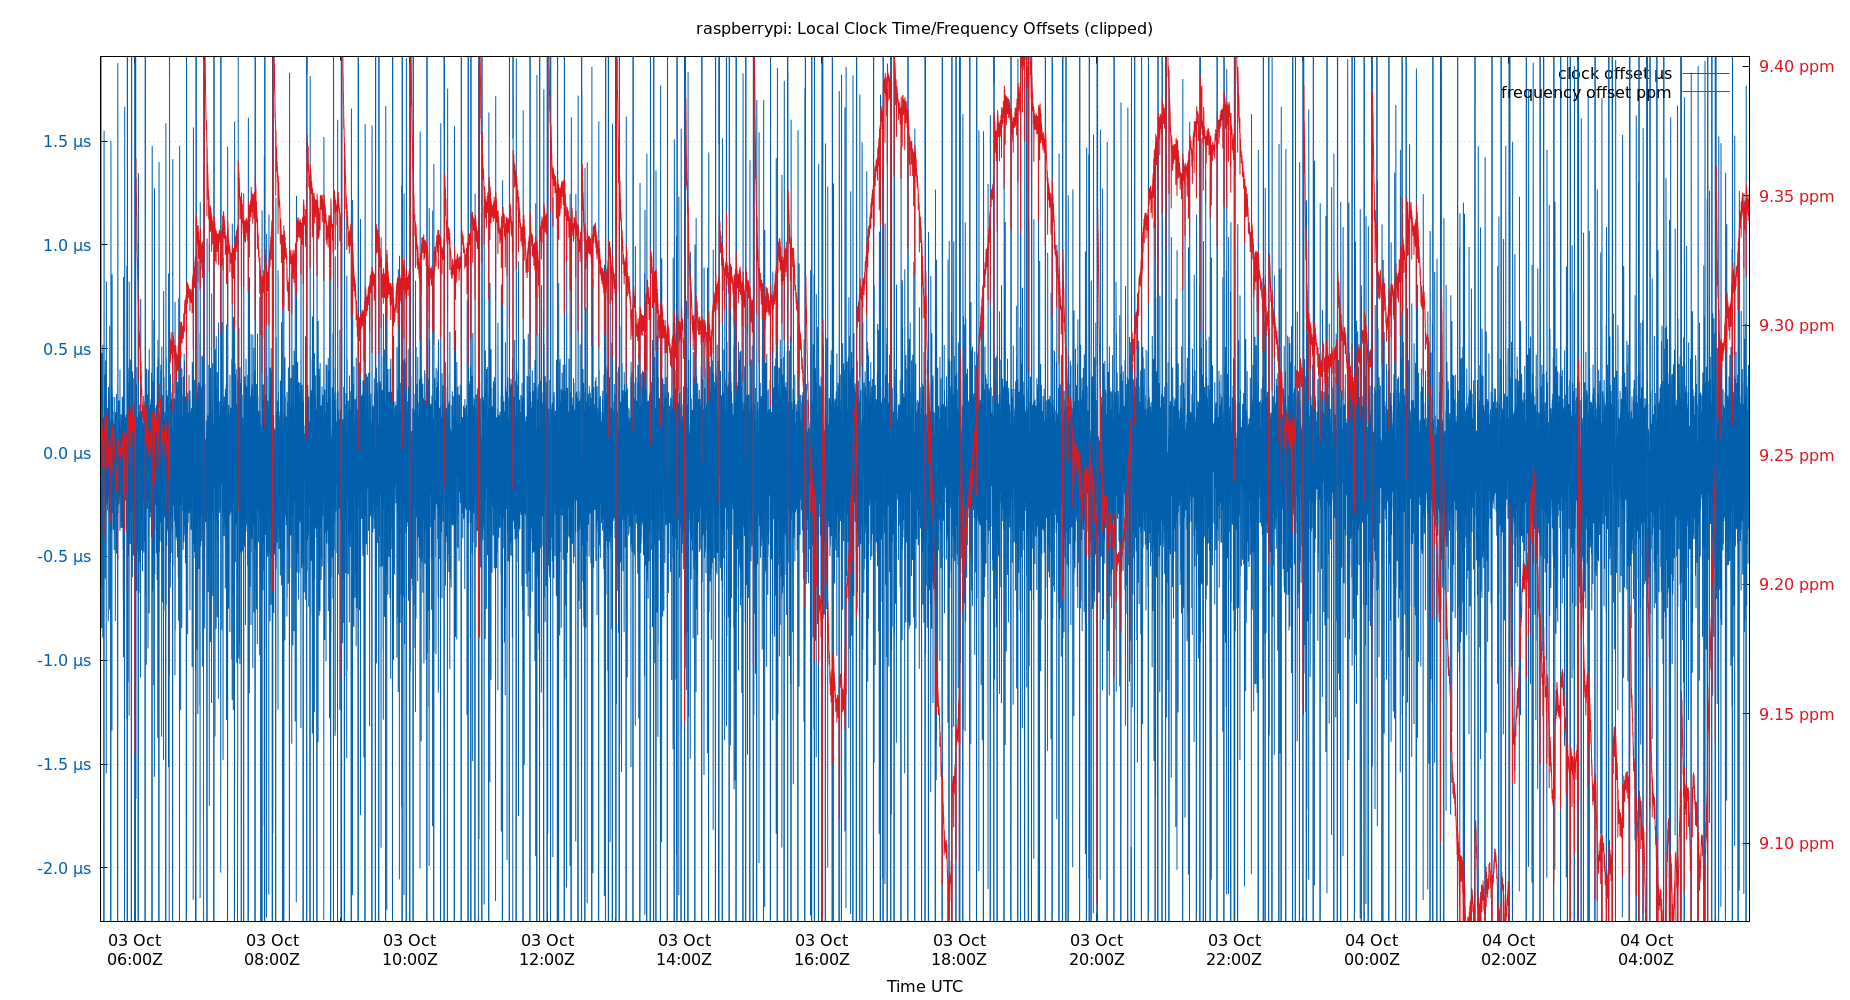 raspberrypi: Local Clock Time/Frequency Offsets (clipped)
clock offset µs
frequency offset ppm
1.5 µs
1.0 µs
0.5 µs
0.0 µs
-0.5 µs
-1.0 µs
-1.5 µs
-2.0 µs
9.40 ppm
9.35 ppm
9.30 ppm
9.25 ppm
9.20 ppm
9.15 ppm
9.10 ppm
03 Oct 03 Oct 03 Oct 03 Oct 03 Oct 03 Oct 03 Oct 03 Oct 03 Oct 04 Oct 04 Oct 04 Oct
06:00Z 08:00Z 10:00Z 12:00Z 14:00Z 16:00Z 18:00Z 20:00Z 22:00Z 00:00Z 02:00Z 04:00Z
Time UTC